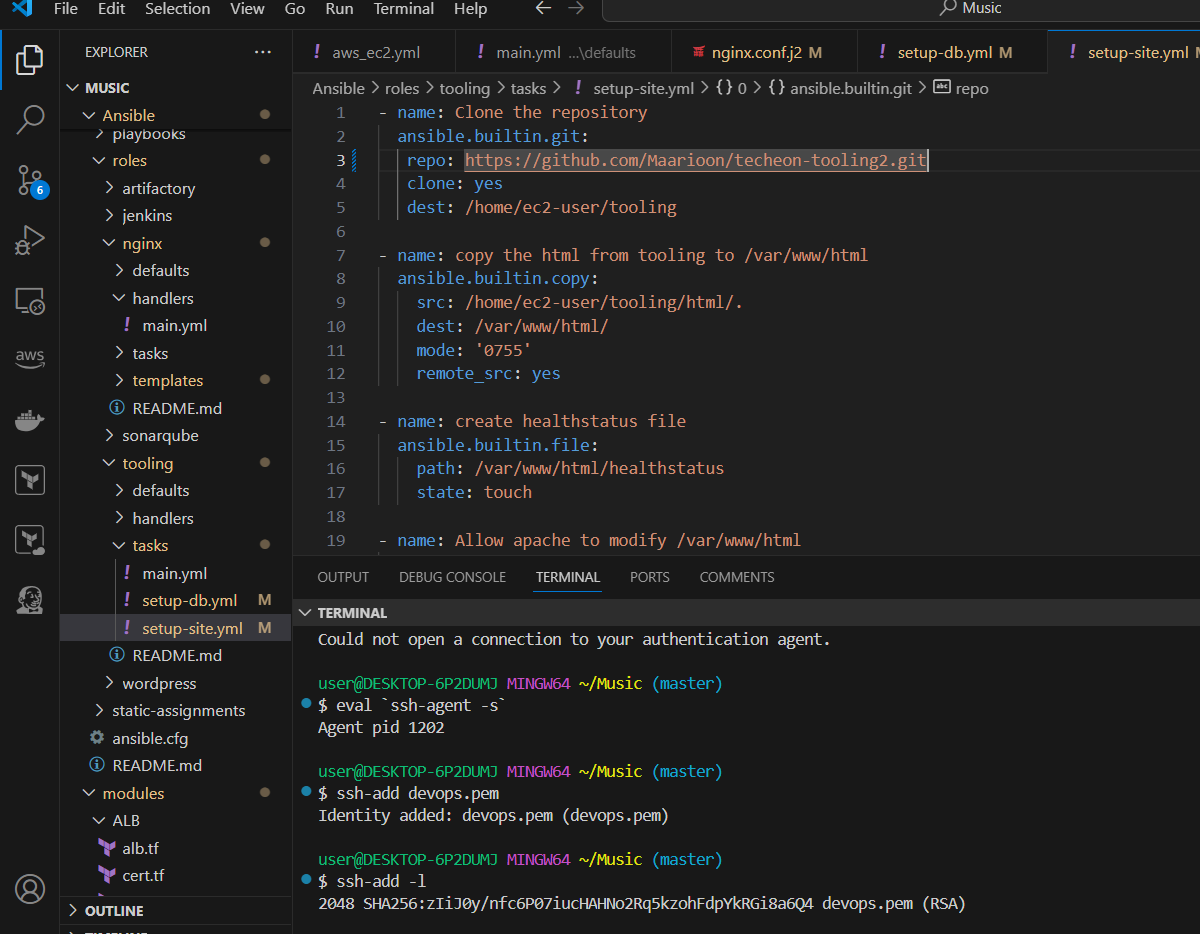 File Edit Selection View Go Run Terminal Help Music
EXPLORER
MUSIC
Ansible
playbooks
roles
artifactory
jenkins
nginx
defaults
handlers
! main.yml
tasks
templates
README.md
sonarqube
tooling
defaults
handlers
tasks
! main.yml
! setup-db.yml M
! setup-site.yml M
README.md
wordpress
static-assignments
ansible.cfg
README.md
modules
ALB
alb.tf
cert.tf
OUTLINE
6
aws
! aws_ec2.yml ! main.yml ...\defaults nginx.conf.j2 M ! setup-db.yml M ! setup-site.yml
Ansible > roles > tooling > tasks > ! setup-site.yml > {} 0 > {} ansible.builtin.git > abc repo
1 - name: Clone the repository
2 ansible.builtin.git:
3 repo: https://github.com/Maarioon/techeon-tooling2.git
4 clone: yes
5 dest: /home/ec2-user/tooling
6
7 - name: copy the html from tooling to /var/www/html
8 ansible.builtin.copy:
9 src: /home/ec2-user/tooling/html/.
10 dest: /var/www/html/
11 mode: '0755'
12 remote_src: yes
13
14 - name: create healthstatus file
15 ansible.builtin.file:
16 path: /var/www/html/healthstatus
17 state: touch
18
19 - name: Allow apache to modify /var/www/html
OUTPUT DEBUG CONSOLE TERMINAL PORTS COMMENTS
TERMINAL
Could not open a connection to your authentication agent.
user@DESKTOP-6P2DUMJ MINGW64 ~/Music (master)
$ eval `ssh-agent -s`
Agent pid 1202
user@DESKTOP-6P2DUMJ MINGW64 ~/Music (master)
$ ssh-add devops.pem
Identity added: devops.pem (devops.pem)
user@DESKTOP-6P2DUMJ MINGW64 ~/Music (master)
$ ssh-add -l
2048 SHA256:zIiJ0y/nfc6P07iucHAHNo2Rq5kzohFdpYkRGi8a6Q4 devops.pem (RSA)